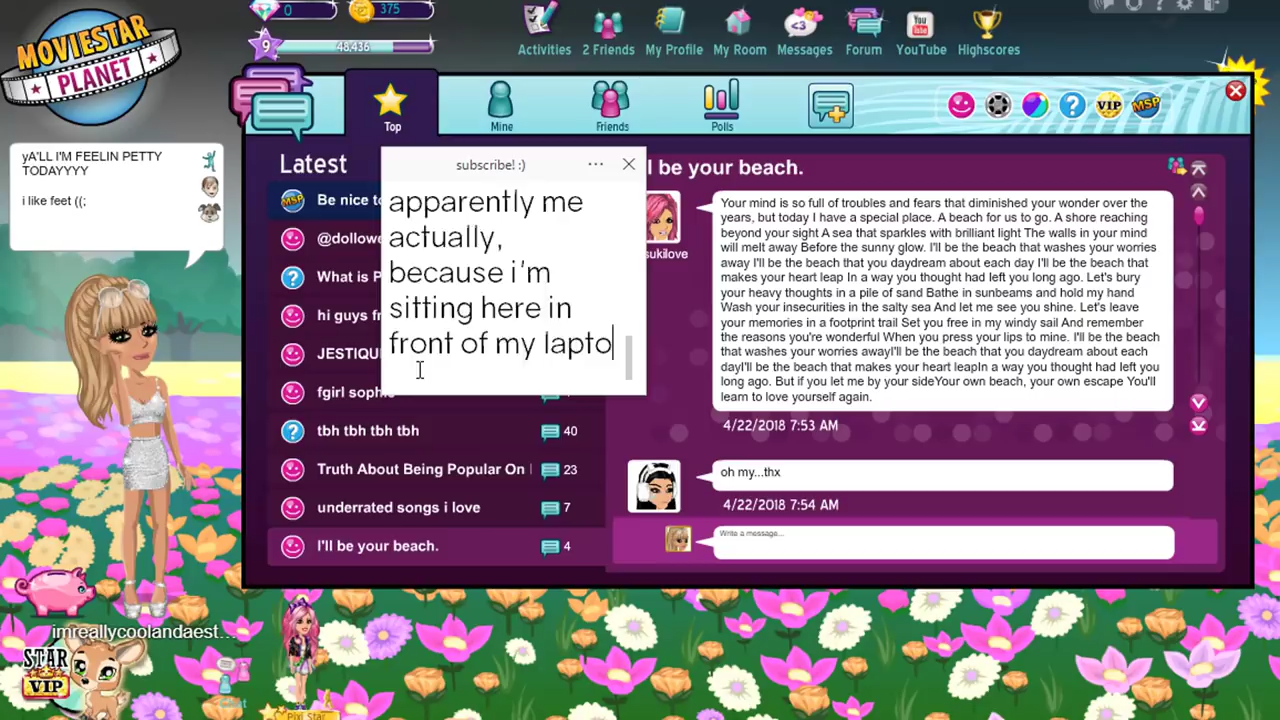 MOVIESTAR
PLANET
0
375
9
48.436
Activities
2 Friends
My Profile
My Room
<3
Messages
Forum
You
Tube
YouTube
Highscores
Top
Mine
Friends
Polls
VIP
MSP
yA'LL I'M FEELIN PETTY
TODAYYYY
i like feet ((;
Latest
MSP
Be nice to
@dollowe
What is P
hi guys fr
JESTIQU
fgirl sophi
tbh tbh tbh tbh
40
Truth About Being Popular On
23
underrated songs i love
7
I'll be your beach.
4
subscribe! :)
apparently me
actually,
because i'm
sitting here in
front of my lapto
l be your beach.
sukilove
Your mind is so full of troubles and fears that diminished your wonder over the
years, but today I have a special place. A beach for us to go. A shore reaching
beyond your sight A sea that sparkles with brilliant light The walls in your mind
will melt away Before the sunny glow. I'll be the beach that washes your worries
away I'll be the beach that you daydream about each day I'll be the beach that
makes your heart leap In a way you thought had left you long ago. Let's bury
your heavy thoughts in a pile of sand Bathe in sunbeams and hold my hand
Wash your insecurities in the salty sea And let me see you shine. Let's leave
your memories in a footprint trail Set you free in my windy sail And remember
the reasons you're wonderful When you press your lips to mine. I'll be the beach
that washes your worries awayI'll be the beach that you daydream about each
dayI'll be the beach that makes your heart leapIn a way you thought had left you
long ago. But if you let me by your sideYour own beach, your own escape You'll
learn to love yourself again.
4/22/2018 7:53 AM
oh my...thx
4/22/2018 7:54 AM
Write a message...
imreallycoolandaest...
STAR
VIP
Chat
Pixi Star